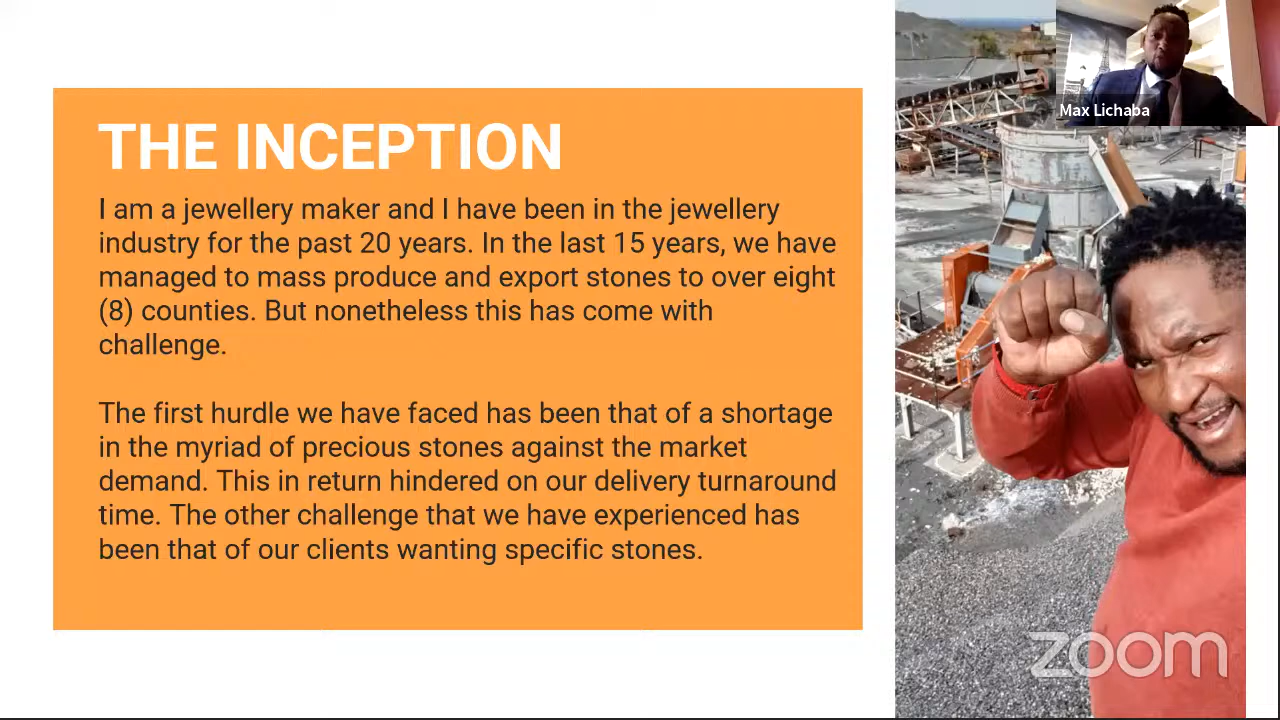 THE INCEPTION
I am a jewellery maker and I have been in the jewellery
industry for the past 20 years. In the last 15 years, we have
managed to mass produce and export stones to over eight
(8) counties. But nonetheless this has come with
challenge.
The first hurdle we have faced has been that of a shortage
in the myriad of precious stones against the market
demand. This in return hindered on our delivery turnaround
time. The other challenge that we have experienced has
been that of our clients wanting specific stones.
Max Lichaba
zoom